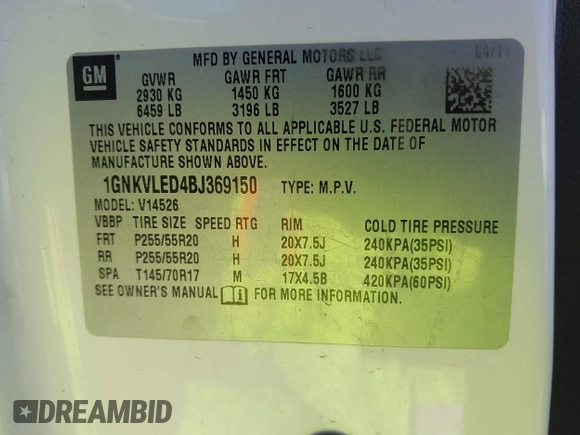 GM
MFD BY GENERAL MOTORS LLC
04/11
GVWR GAWR FRT GAWR RR
2930 KG 1450 KG 1600 KG
6459 LB 3196 LB 3527 LB
THIS VEHICLE CONFORMS TO ALL APPLICABLE U.S. FEDERAL MOTOR
VEHICLE SAFETY STANDARDS IN EFFECT ON THE DATE OF
MANUFACTURE SHOWN ABOVE.
1GNKVLED4BJ369150 TYPE: M.P.V.
MODEL: V14526
VBBP TIRE SIZE SPEED RTG RIM COLD TIRE PRESSURE
FRT P255/55R20 H 20X7.5J 240KPA(35PSI)
RR P255/55R20 H 20X7.5J 240KPA(35PSI)
SPA T145/70R17 M 17X4.5B 420KPA(60PSI)
SEE OWNER'S MANUAL FOR MORE INFORMATION.
DREAMBID